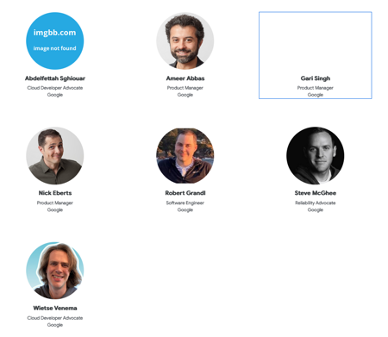 imgbb.com
image not found
Abdelfettah Sghiouar
Cloud Developer Advocate
Google
Ameer Abbas
Product Manager
Google
Gari Singh
Product Manager
Google
Nick Eberts
Product Manager
Google
Robert Grandl
Software Engineer
Google
Steve McGhee
Reliability Advocate
Google
Wietse Venema
Cloud Developer Advocate
Google